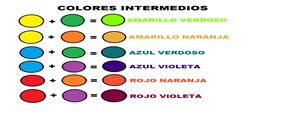 COLORES INTERMEDIOS
+ = AMARILLO VERDOSO
+ = AMARILLO NARANJA
+ = AZUL VERDOSO
+ = AZUL VIOLETA
+ = ROJO NARANJA
+ = ROJO VIOLETA